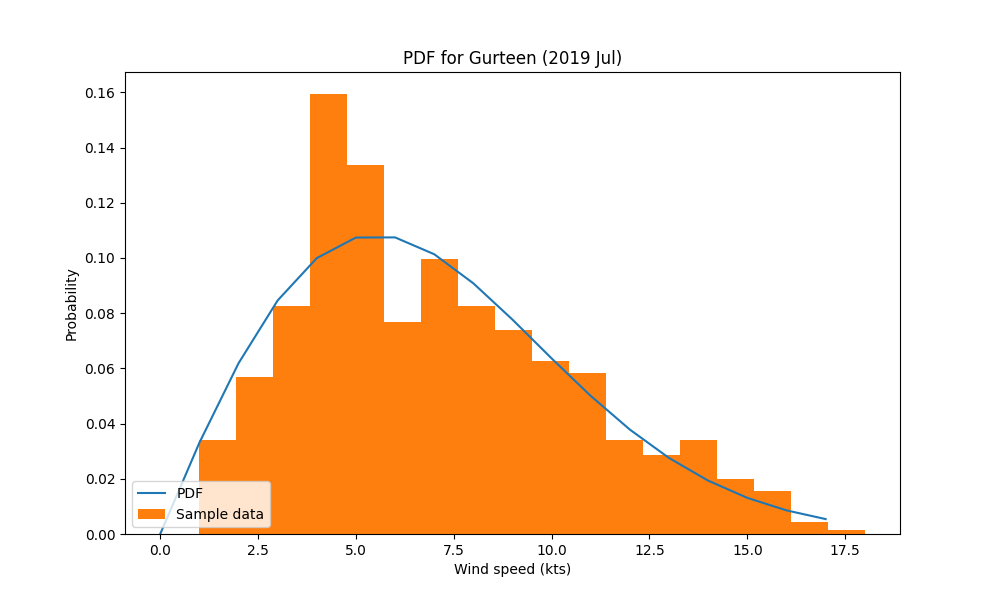 PDF for Gurteen (2019 Jul)
0.16
0.14
0.12
0.10
0.08
0.06
0.04
0.02
0.00
Probability
PDF
Sample data
0.0 2.5 5.0 7.5 10.0 12.5 15.0 17.5
Wind speed (kts)